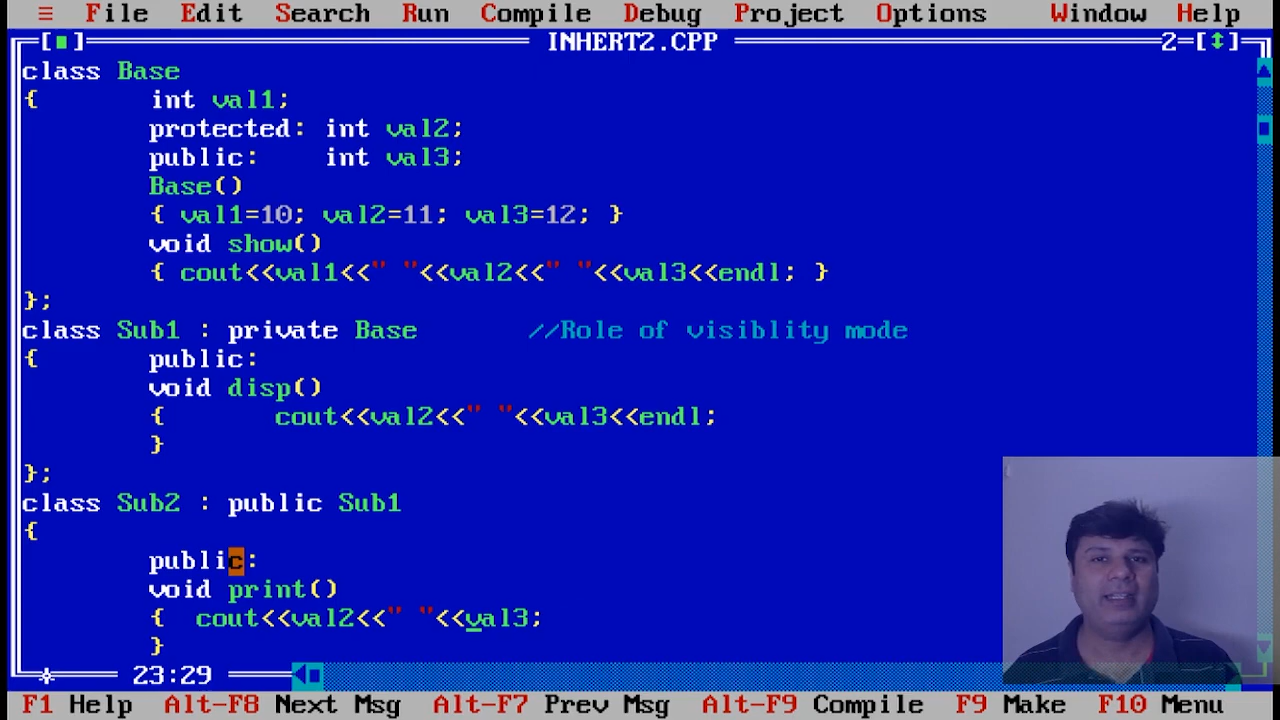 ≡ File Edit Search Run Compile Debug Project Options Window Help
[■] INHERT2.CPP 2=[↕]
class Base
{ int val1;
protected: int val2;
public: int val3;
Base()
{ val1=10; val2=11; val3=12; }
void show()
{ cout<<val1<<" "<<val2<<" "<<val3<<endl; }
};
class Sub1 : private Base //Role of visiblity mode
{ public:
void disp()
{ cout<<val2<<" "<<val3<<endl;
}
};
class Sub2 : public Sub1
{
public:
void print()
{ cout<<val2<<" "<<val3;
}
23:29
F1 Help Alt-F8 Next Msg Alt-F7 Prev Msg Alt-F9 Compile F9 Make F10 Menu